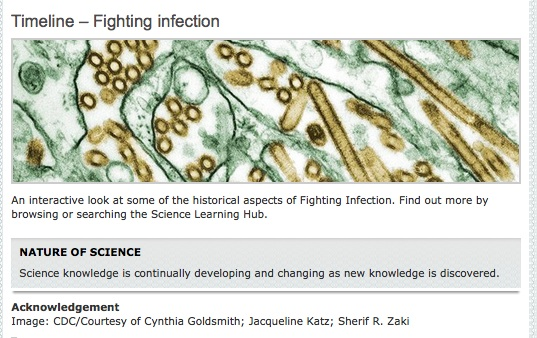 Timeline – Fighting infection
An interactive look at some of the historical aspects of Fighting Infection. Find out more by
browsing or searching the Science Learning Hub.
NATURE OF SCIENCE
Science knowledge is continually developing and changing as new knowledge is discovered.
Acknowledgement
Image: CDC/Courtesy of Cynthia Goldsmith; Jacqueline Katz; Sherif R. Zaki